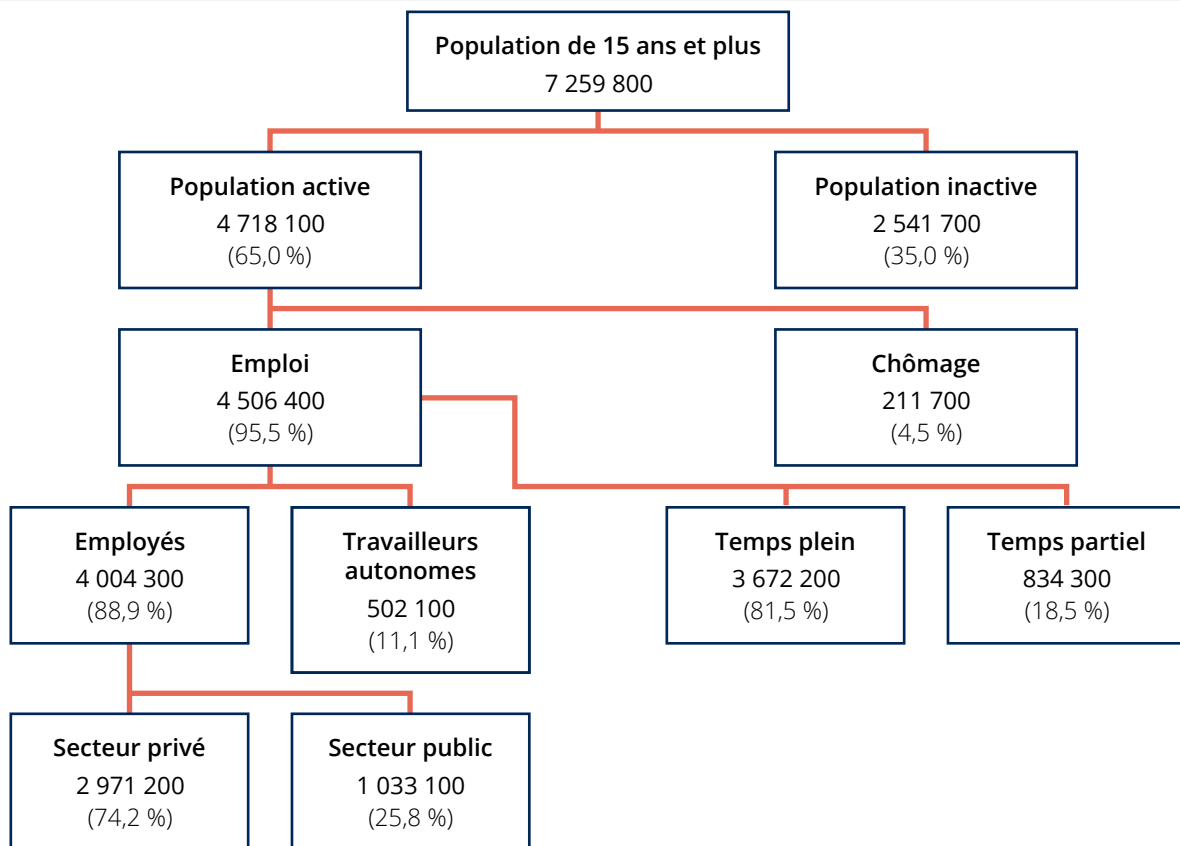 Population de 15 ans et plus
7 259 800
Population active
4 718 100
(65,0 %)
Population inactive
2 541 700
(35,0 %)
Emploi
4 506 400
(95,5 %)
Chômage
211 700
(4,5 %)
Employés
4 004 300
(88,9 %)
Travailleurs
autonomes
502 100
(11,1 %)
Temps plein
3 672 200
(81,5 %)
Temps partiel
834 300
(18,5 %)
Secteur privé
2 971 200
(74,2 %)
Secteur public
1 033 100
(25,8 %)